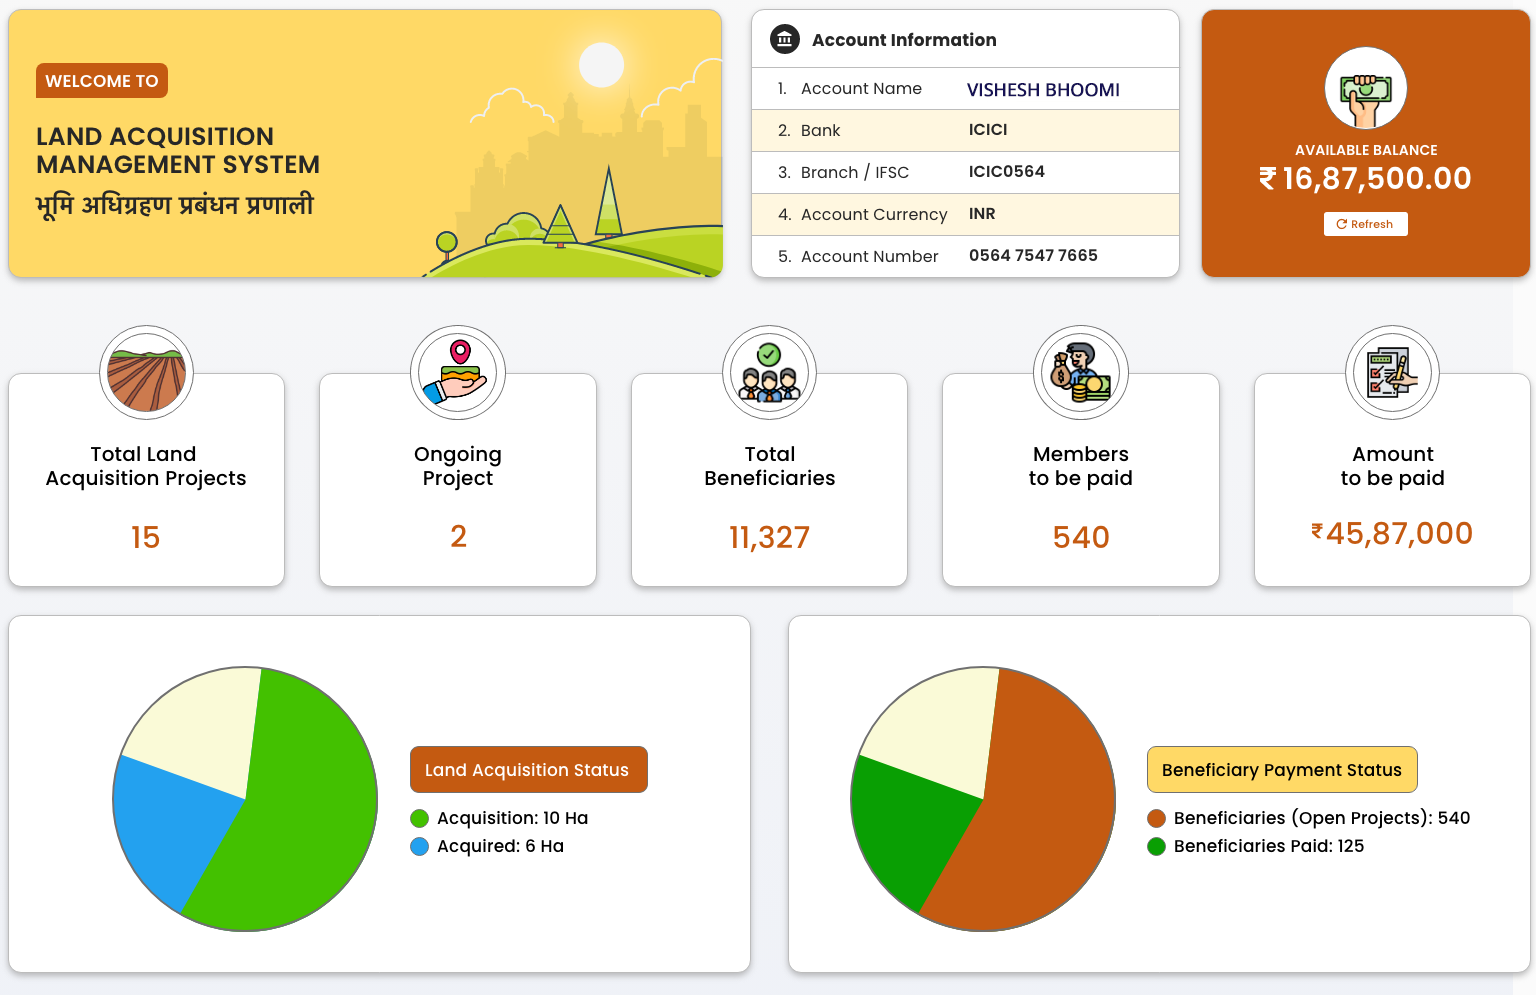 WELCOME TO
LAND ACQUISITION
MANAGEMENT SYSTEM
भूमि अधिग्रहण प्रबंधन प्रणाली
Account Information
1. Account Name VISHESH BHOOMI
2. Bank ICICI
3. Branch / IFSC ICIC0564
4. Account Currency INR
5. Account Number 0564 7547 7665
AVAILABLE BALANCE
₹ 16,87,500.00
Refresh
Total Land
Acquisition Projects
15
Ongoing
Project
2
Total
Beneficiaries
11,327
Members
to be paid
540
Amount
to be paid
₹45,87,000
Land Acquisition Status
Acquisition: 10 Ha
Acquired: 6 Ha
Beneficiary Payment Status
Beneficiaries (Open Projects): 540
Beneficiaries Paid: 125